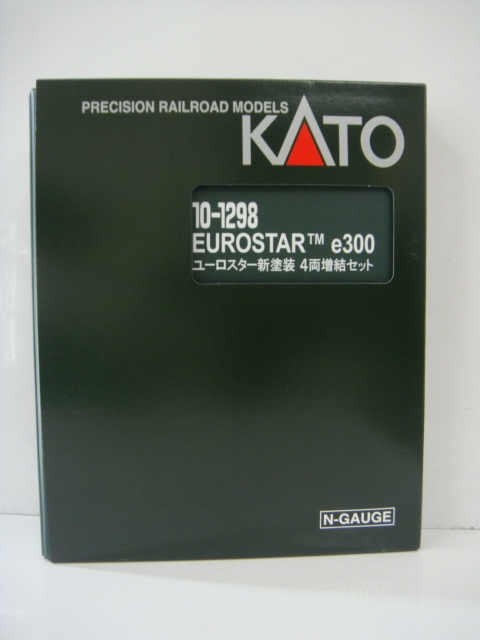 PRECISION RAILROAD MODELS
KATO
10-1298
EUROSTAR™ e300
ユーロスター新塗装 4両増結セット
N-GAUGE